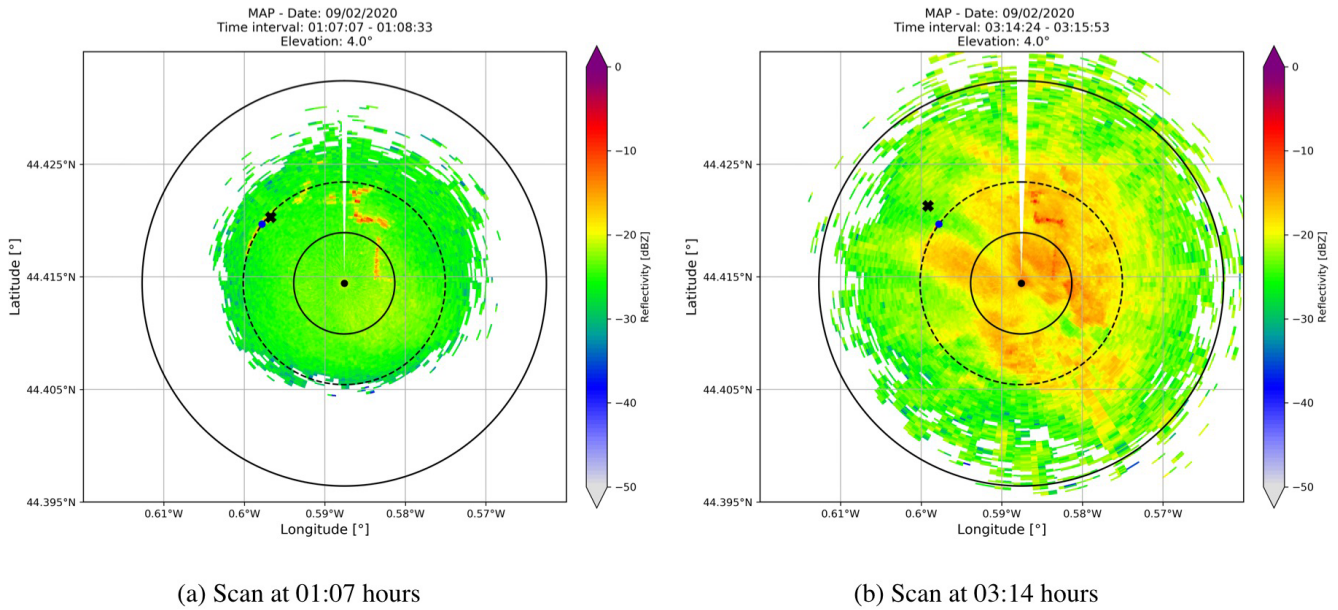 MAP - Date: 09/02/2020
Time interval: 01:07:07 - 01:08:33
Elevation: 4.0°
44.425°N
44.415°N
44.405°N
44.395°N
Latitude [°]
0.61°W
0.6°W
0.59°W
0.58°W
0.57°W
Longitude [°]
0
−10
−20
−30
−40
−50
Reflectivity [dBZ]
(a) Scan at 01:07 hours
MAP - Date: 09/02/2020
Time interval: 03:14:24 - 03:15:53
Elevation: 4.0°
44.425°N
44.415°N
44.405°N
44.395°N
Latitude [°]
0.61°W
0.6°W
0.59°W
0.58°W
0.57°W
Longitude [°]
0
−10
−20
−30
−40
−50
Reflectivity [dBZ]
(b) Scan at 03:14 hours